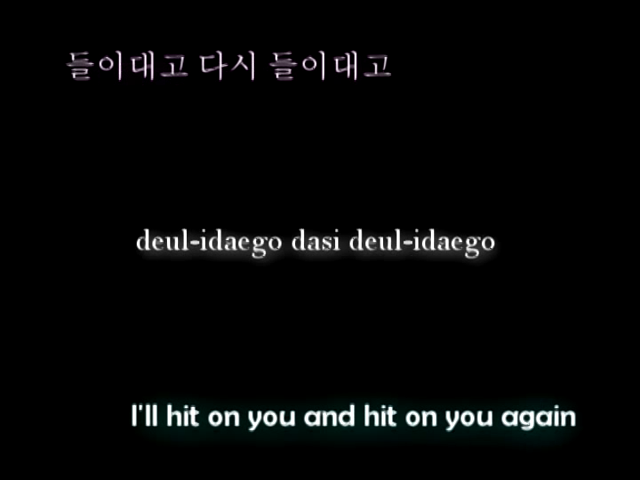 들이대고 다시 들이대고
deul-idaego dasi deul-idaego
I'll hit on you and hit on you again